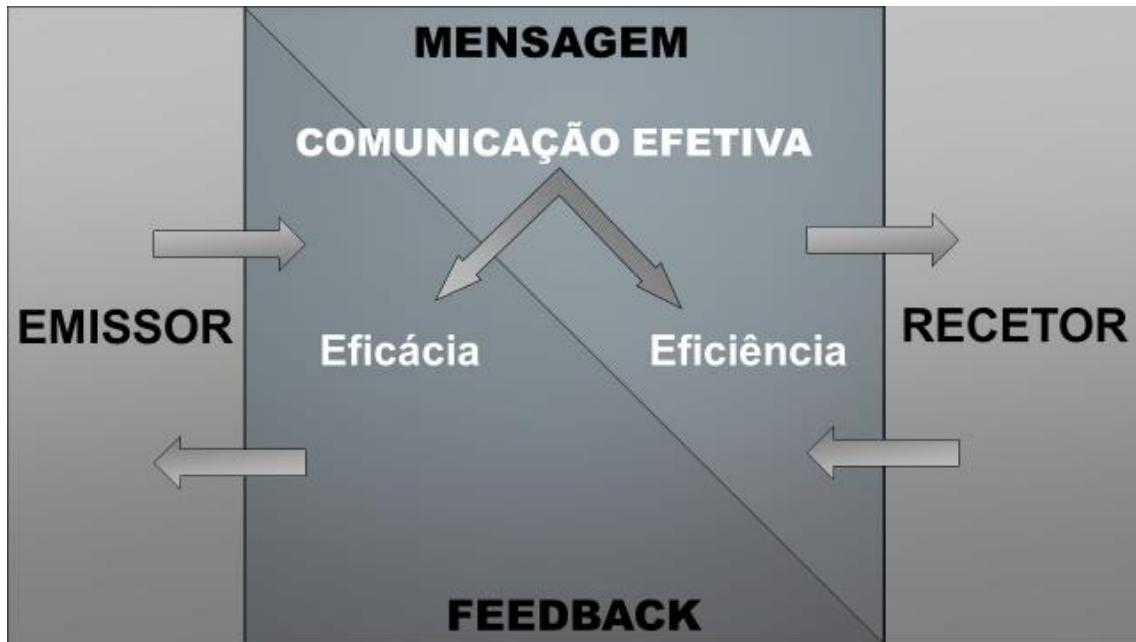 MENSAGEM
COMUNICAÇÃO EFETIVA
EMISSOR
RECETOR
Eficácia
Eficiência
FEEDBACK